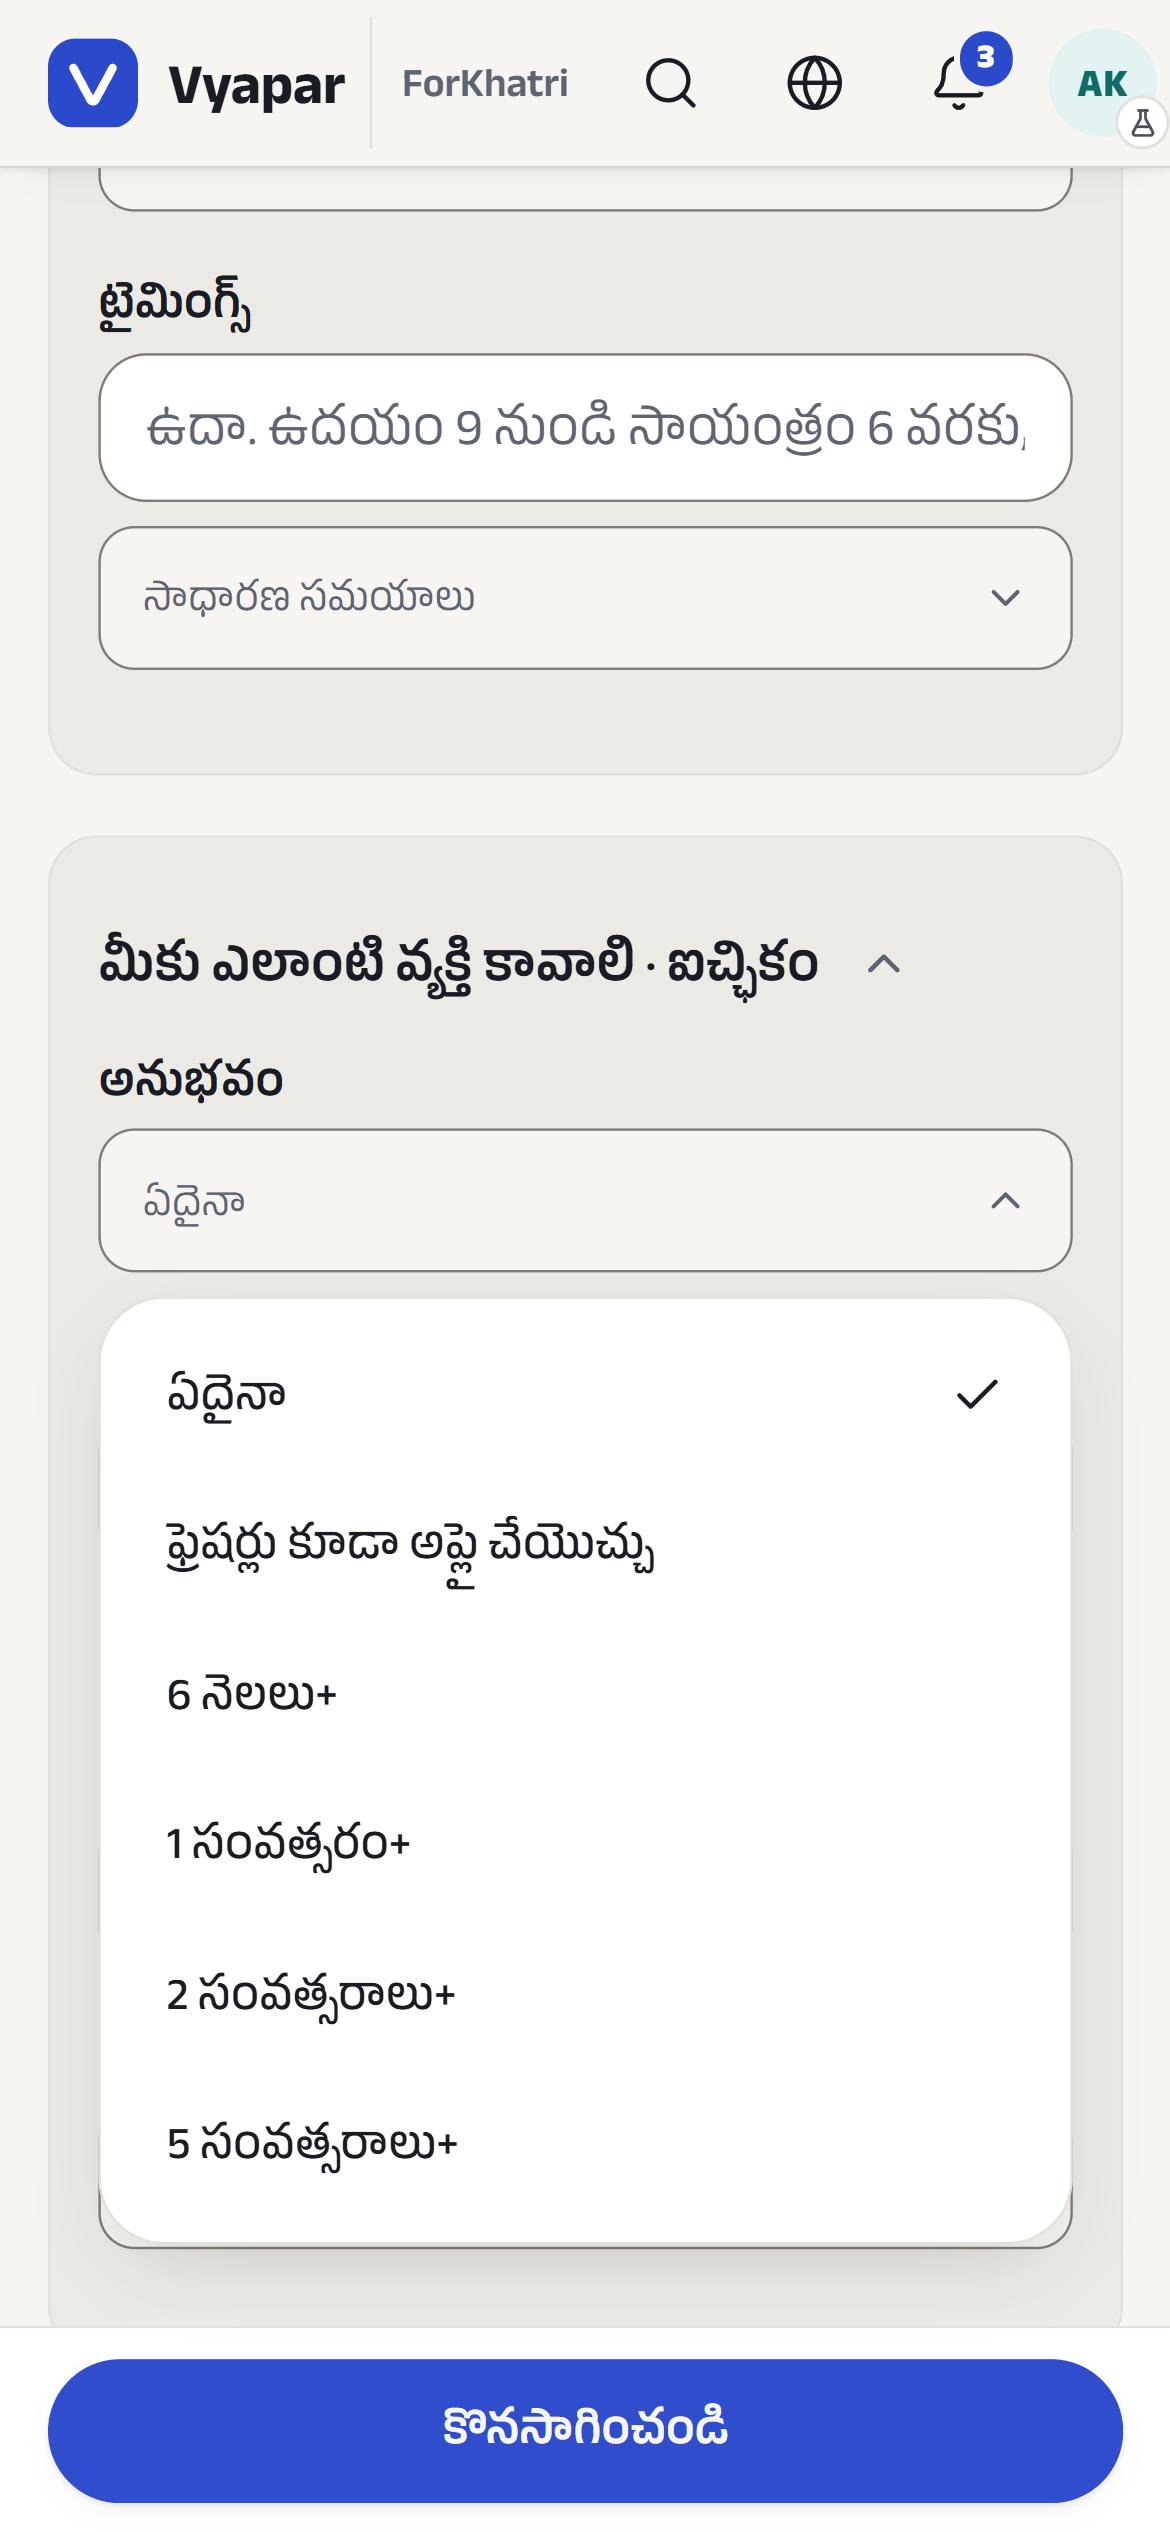 Vyapar
ForKhatri
3
AK
టైమింగ్స్
ఉదా. ఉదయం 9 నుండి సాయంత్రం 6 వరకు,
సాధారణ సమయాలు
మీకు ఎలాంటి వ్యక్తి కావాలి · ఐచ్ఛికం
అనుభవం
ఏదైనా
ఏదైనా
ఫ్రెషర్లు కూడా అప్లై చేయొచ్చు
6 నెలలు+
1 సంవత్సరం+
2 సంవత్సరాలు+
5 సంవత్సరాలు+
కొనసాగించండి